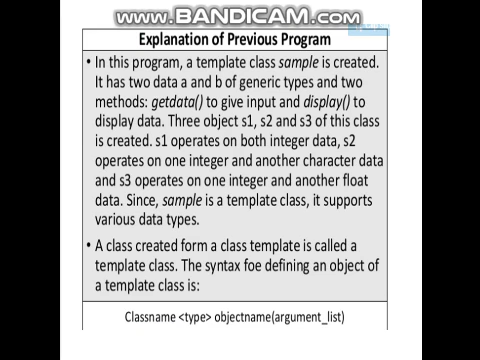 www.BANDICAM.com
Explanation of Previous Program
• In this program, a template class sample is created.
It has two data a and b of generic types and two
methods: getdata() to give input and display() to
display data. Three object s1, s2 and s3 of this class
is created. s1 operates on both integer data, s2
operates on one integer and another character data
and s3 operates on one integer and another float
data. Since, sample is a template class, it supports
various data types.
• A class created form a class template is called a
template class. The syntax foe defining an object of
a template class is:
Classname <type> objectname(argument_list)